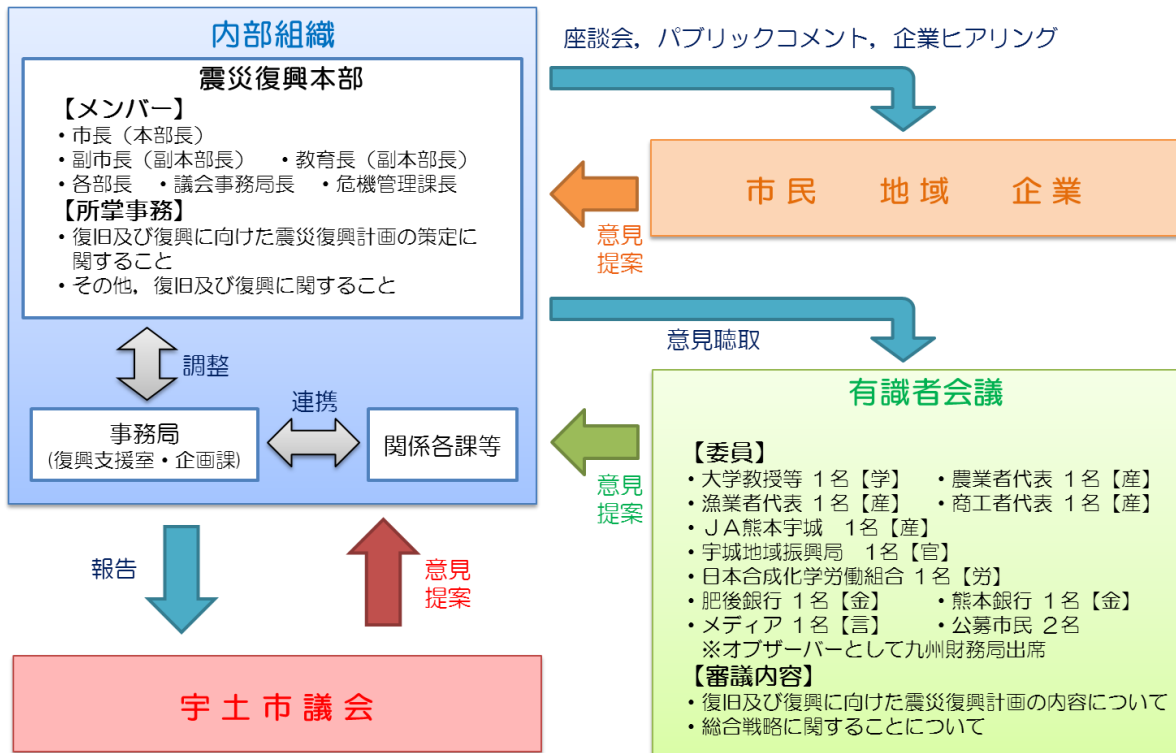 内部組織
震災復興本部
【メンバー】
・市長（本部長）
・副市長（副本部長） ・教育長（副本部長）
・各部長 ・議会事務局長 ・危機管理課長
【所掌事務】
・復旧及び復興に向けた震災復興計画の策定に
関すること
・その他，復旧及び復興に関すること
調整
事務局
(復興支援室・企画課)
連携
関係各課等
座談会，パブリックコメント，企業ヒアリング
市民 地域 企業
意見
提案
意見聴取
有識者会議
【委員】
・大学教授等 １名【学】 ・農業者代表 １名【産】
・漁業者代表 １名【産】 ・商工者代表 １名【産】
・ＪＡ熊本宇城 １名【産】
・宇城地域振興局 １名【官】
・日本合成化学労働組合 １名【労】
・肥後銀行 １名【金】 ・熊本銀行 １名【金】
・メディア １名【言】 ・公募市民 ２名
※オブザーバーとして九州財務局出席
【審議内容】
・復旧及び復興に向けた震災復興計画の内容について
・総合戦略に関することについて
意見
提案
報告
意見
提案
宇土市議会